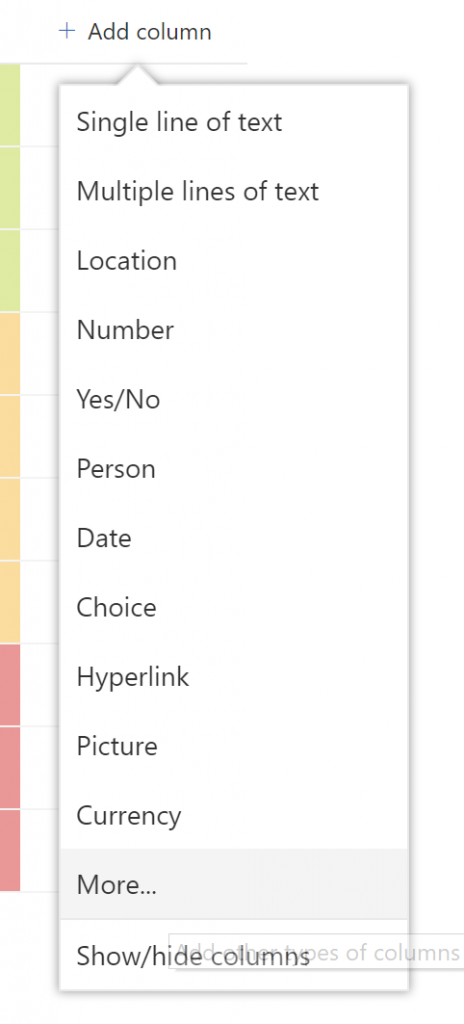 + Add column
Single line of text
Multiple lines of text
Location
Number
Yes/No
Person
Date
Choice
Hyperlink
Picture
Currency
More...
Add other types of columns
Show/hide columns